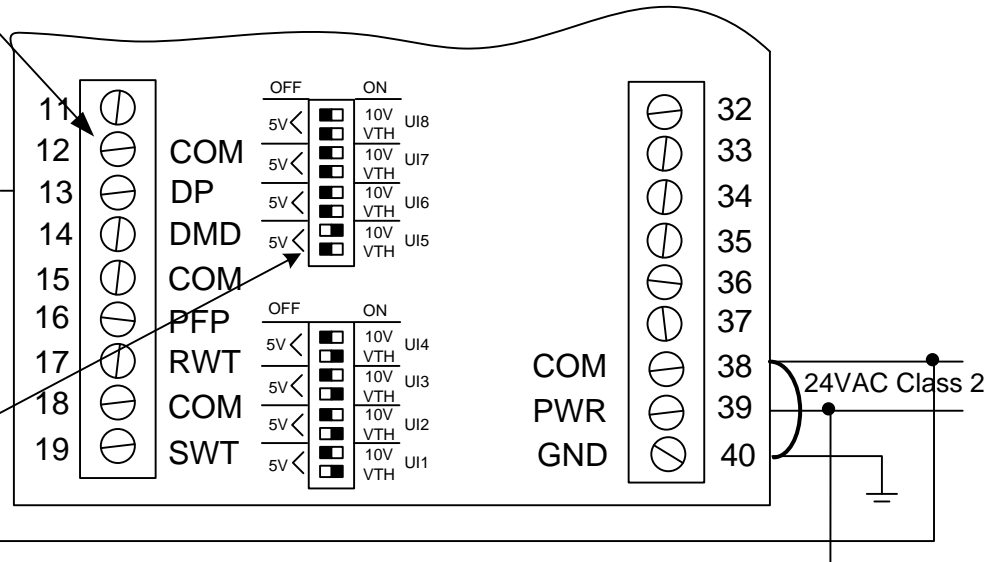 OFF ON
5V 10V UI8
VTH
5V 10V UI7
VTH
5V 10V UI6
VTH
5V 10V UI5
VTH
OFF ON
5V 10V UI4
VTH
5V 10V UI3
VTH
5V 10V UI2
VTH
5V 10V UI1
VTH
11
12 COM
13 DP
14 DMD
15 COM
16 PFP
17 RWT
18 COM
19 SWT
32
33
34
35
36
37
COM 38
PWR 39
GND 40
24VAC Class 2